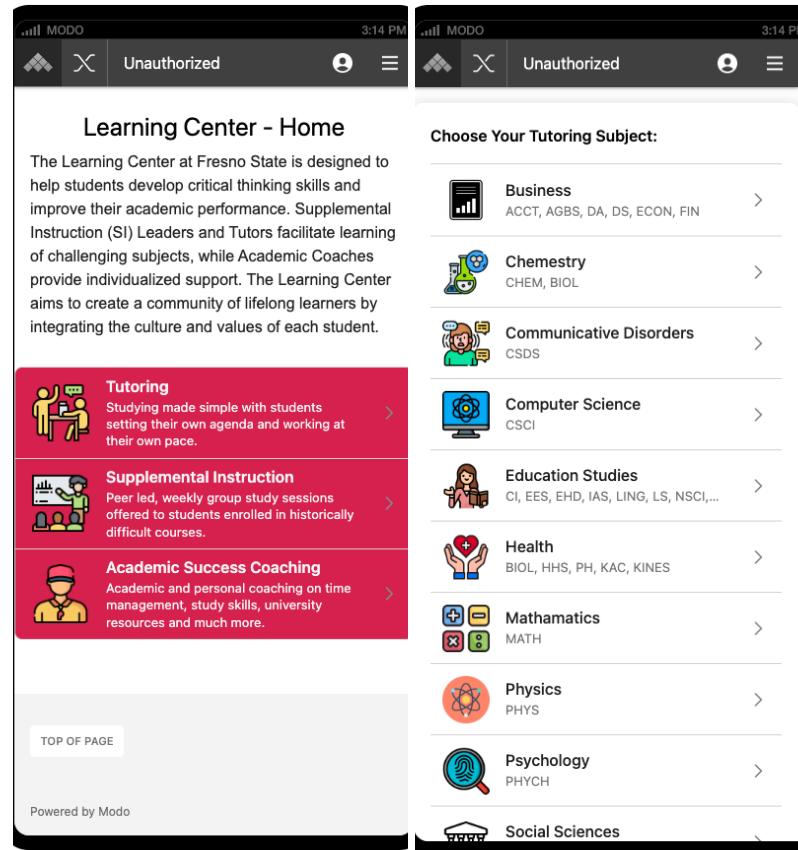 MODO
3:14 PM
Unauthorized
Learning Center - Home
The Learning Center at Fresno State is designed to
help students develop critical thinking skills and
improve their academic performance. Supplemental
Instruction (SI) Leaders and Tutors facilitate learning
of challenging subjects, while Academic Coaches
provide individualized support. The Learning Center
aims to create a community of lifelong learners by
integrating the culture and values of each student.
Tutoring
Studying made simple with students
setting their own agenda and working at
their own pace.
Supplemental Instruction
Peer led, weekly group study sessions
offered to students enrolled in historically
difficult courses.
Academic Success Coaching
Academic and personal coaching on time
management, study skills, university
resources and much more.
TOP OF PAGE
Powered by Modo
MODO
3:14 P
Unauthorized
Choose Your Tutoring Subject:
Business
ACCT, AGBS, DA, DS, ECON, FIN
Chemestry
CHEM, BIOL
Communicative Disorders
CSDS
Computer Science
CSCI
Education Studies
CI, EES, EHD, IAS, LING, LS, NSCI,...
Health
BIOL, HHS, PH, KAC, KINES
Mathamatics
MATH
Physics
PHYS
Psychology
PHYCH
Social Sciences